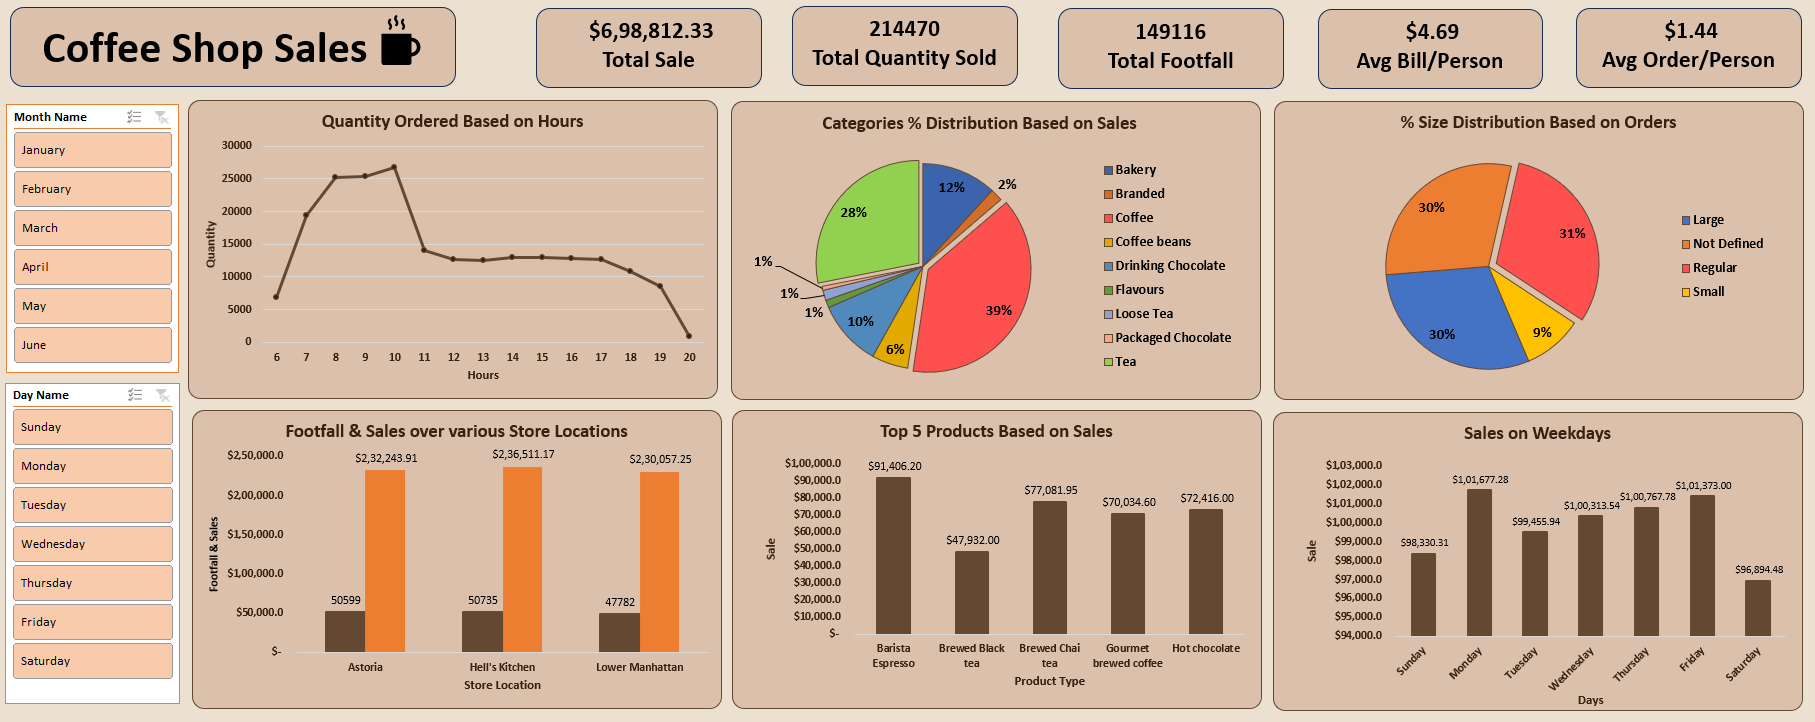 Coffee Shop Sales
$6,98,812.33
Total Sale
214470
Total Quantity Sold
149116
Total Footfall
$4.69
Avg Bill/Person
$1.44
Avg Order/Person
Month Name
January
February
March
April
May
June
Day Name
Sunday
Monday
Tuesday
Wednesday
Thursday
Friday
Saturday
Quantity Ordered Based on Hours
Quantity
30000
25000
20000
15000
10000
5000
0
6 7 8 9 10 11 12 13 14 15 16 17 18 19 20
Hours
Categories % Distribution Based on Sales
12%
2%
39%
6%
10%
1%
1%
1%
28%
Bakery
Branded
Coffee
Coffee beans
Drinking Chocolate
Flavours
Loose Tea
Packaged Chocolate
Tea
% Size Distribution Based on Orders
30%
31%
9%
30%
Large
Not Defined
Regular
Small
Footfall & Sales over various Store Locations
Footfall & Sales
$2,50,000.0
$2,00,000.0
$1,50,000.0
$1,00,000.0
$50,000.0
$-
50599
$2,32,243.91
50735
$2,36,511.17
47782
$2,30,057.25
Astoria
Hell's Kitchen
Lower Manhattan
Store Location
Top 5 Products Based on Sales
Sale
$1,00,000.0
$90,000.0
$80,000.0
$70,000.0
$60,000.0
$50,000.0
$40,000.0
$30,000.0
$20,000.0
$10,000.0
$-
$91,406.20
$47,932.00
$77,081.95
$70,034.60
$72,416.00
Barista
Espresso
Brewed Black
tea
Brewed Chai
tea
Gourmet
brewed coffee
Hot chocolate
Product Type
Sales on Weekdays
Sale
$1,03,000.0
$1,02,000.0
$1,01,000.0
$1,00,000.0
$99,000.0
$98,000.0
$97,000.0
$96,000.0
$95,000.0
$94,000.0
$98,330.31
$1,01,677.28
$99,455.94
$1,00,313.54
$1,00,767.78
$1,01,373.00
$96,894.48
Sunday
Monday
Tuesday
Wednesday
Thursday
Friday
Saturday
Days